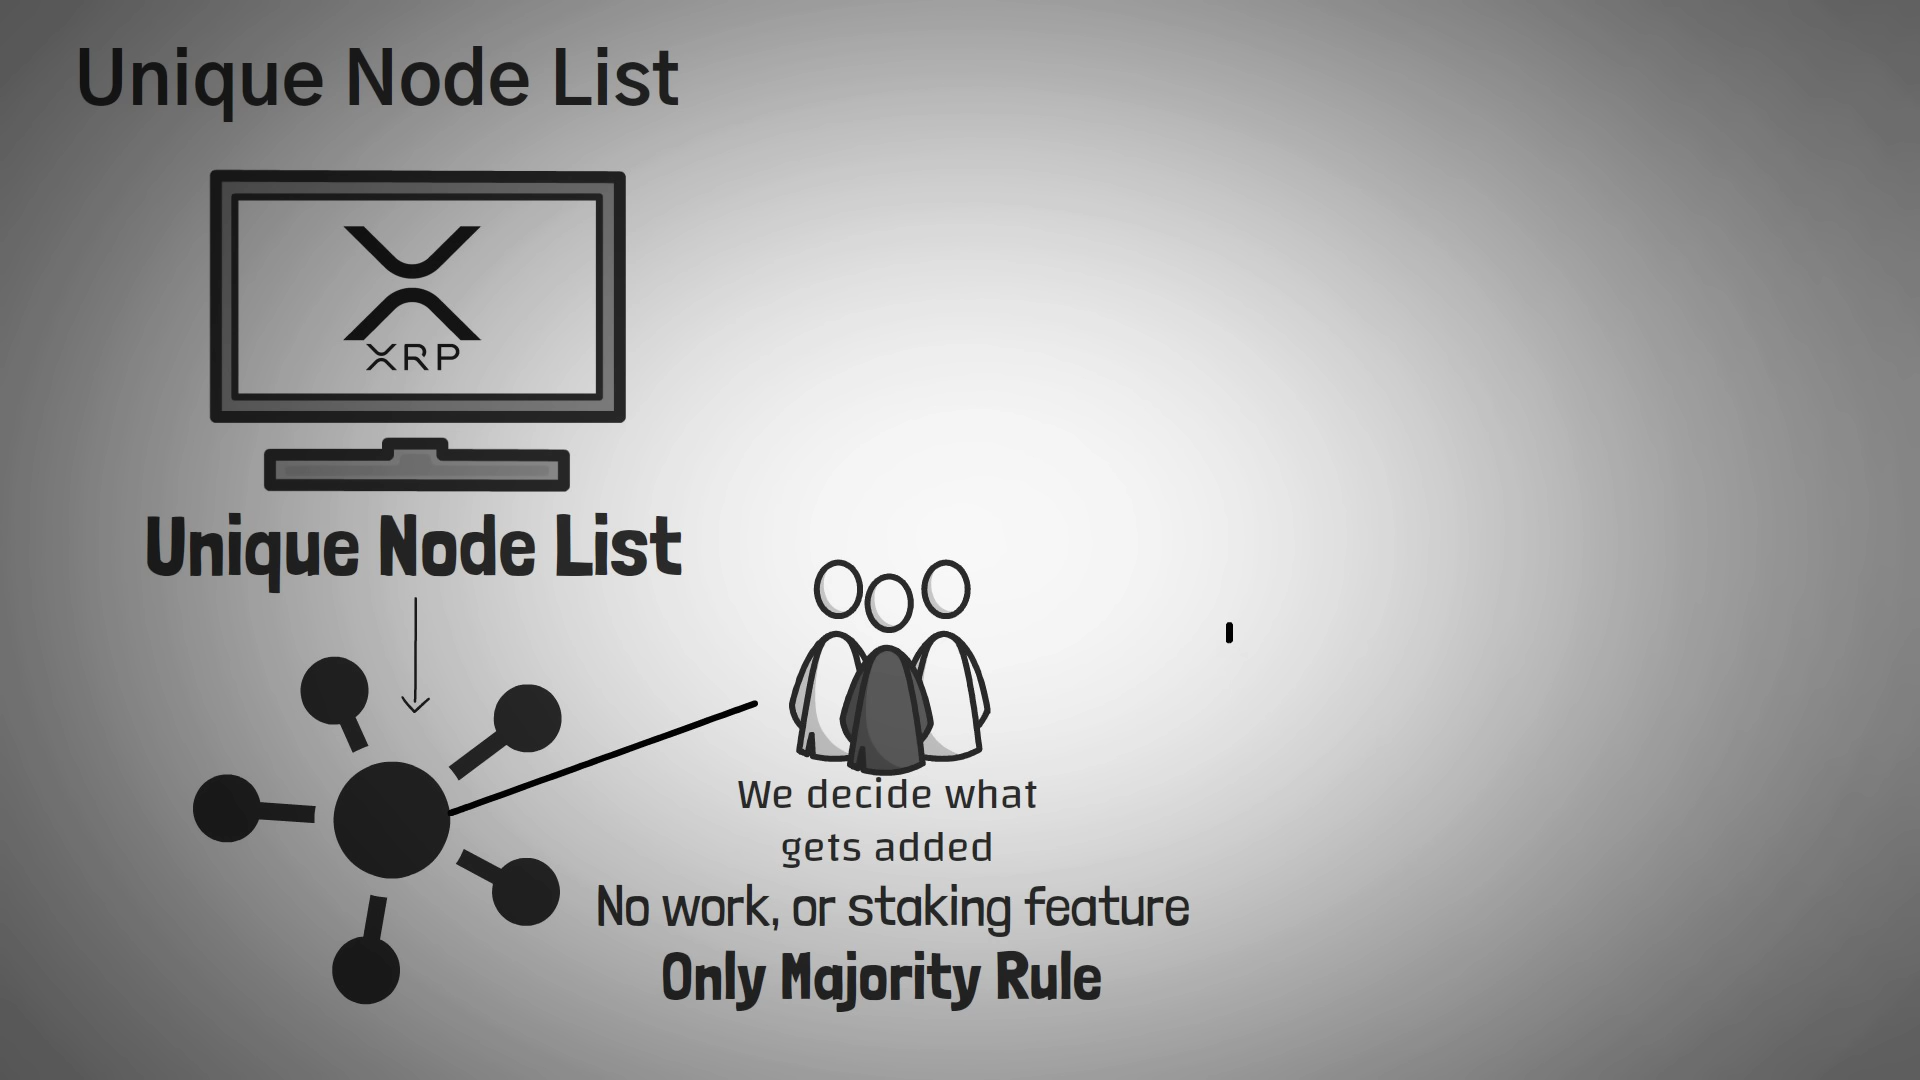 Unique Node List
XRP
Unique Node List
We decide what
gets added
No work, or staking feature
Only Majority Rule